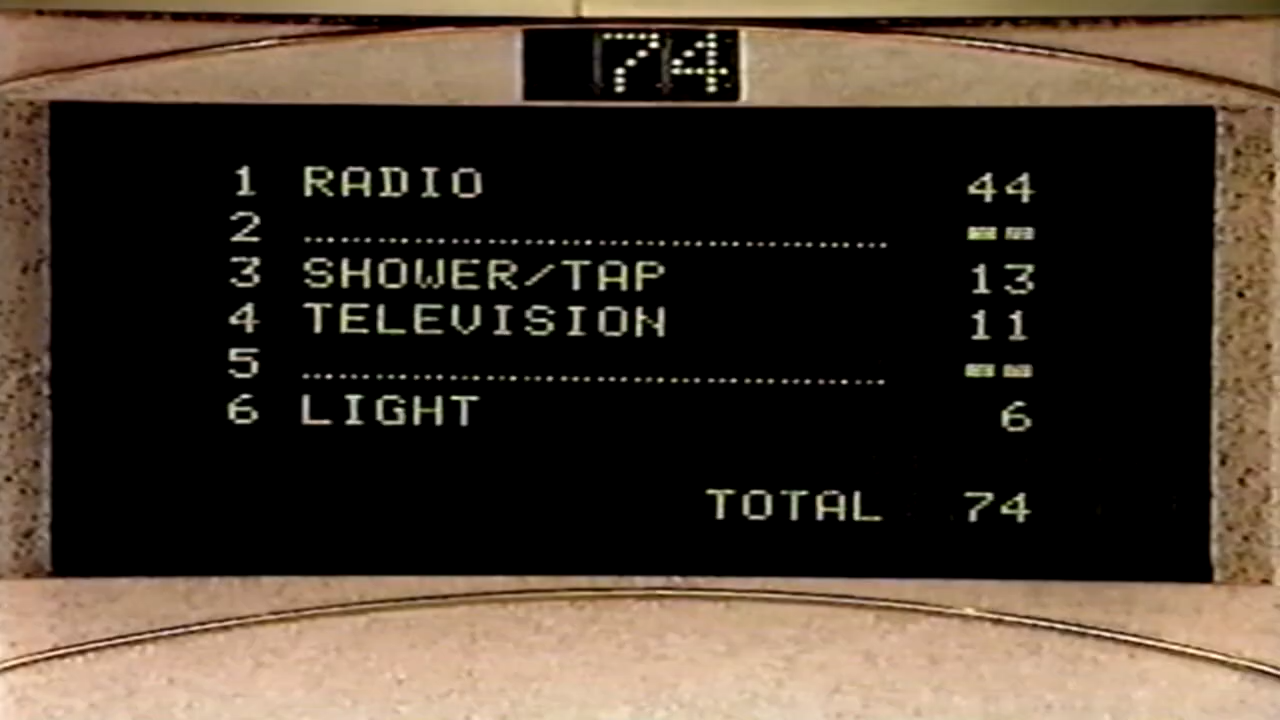 74
1 RADIO 44
2 ................................................
3 SHOWER/TAP 13
4 TELEVISION 11
5 ................................................
6 LIGHT 6
TOTAL 74